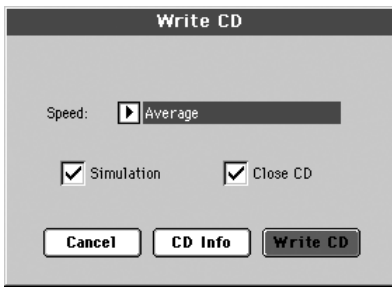 Write CD
Speed: Average
Simulation Close CD
Cancel CD Info Write CD